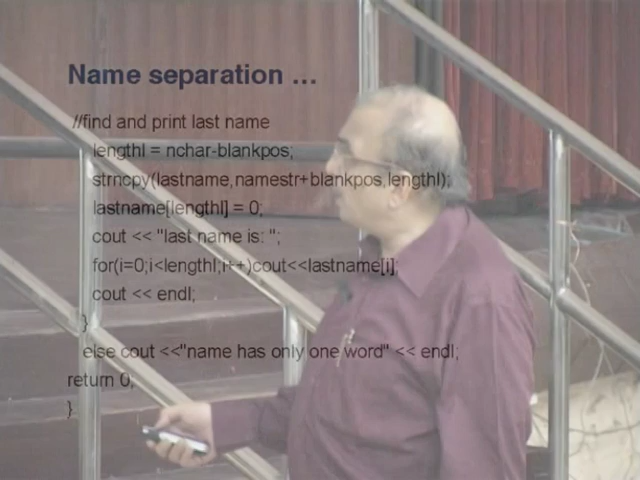 Name separation ...
//find and print last name
lengthl = nchar-blankpos;
strncpy(lastname,namestr+blankpos,lengthl);
lastname[lengthl] = 0;
cout << "last name is: ";
for(i=0;i<lengthl;i++)cout<<lastname[i];
cout << endl;
}
else cout <<"name has only one word" << endl;
return 0;
}